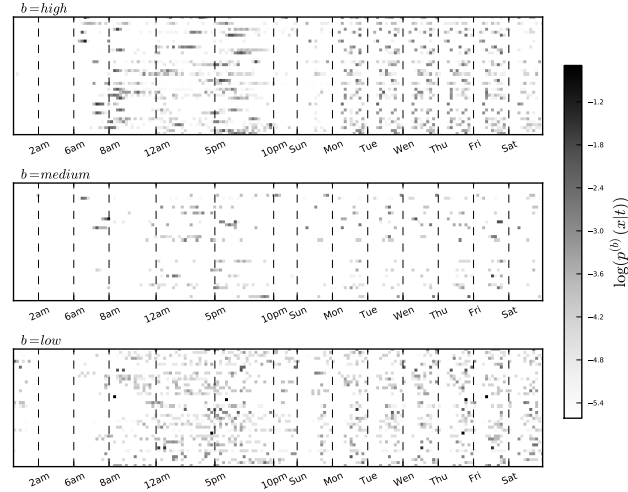 b=high
2am 6am 8am 12am 5pm 10pm Sun Mon Tue Wen Thu Fri Sat
b=medium
2am 6am 8am 12am 5pm 10pm Sun Mon Tue Wen Thu Fri Sat
b=low
2am 6am 8am 12am 5pm 10pm Sun Mon Tue Wen Thu Fri Sat
−1.2
−1.8
−2.4
−3.0
−3.6
−4.2
−4.8
−5.4
log(p^(b)(x|t))